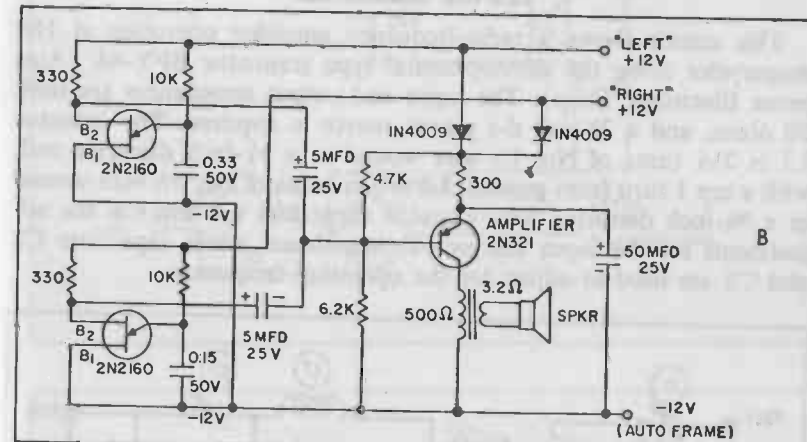 "LEFT"
+12V
330
10K
"RIGHT"
+12V
B2
B1
2N2160
0.33
50V
-12V
5MFD
25V
1N4009
1N4009
4.7K
300
AMPLIFIER
2N321
B
50MFD
25V
330
10K
B2
B1
2N2160
0.15
50V
-12V
5MFD
25V
6.2K
500Ω
3.2Ω
SPKR
-12V
(AUTO FRAME)